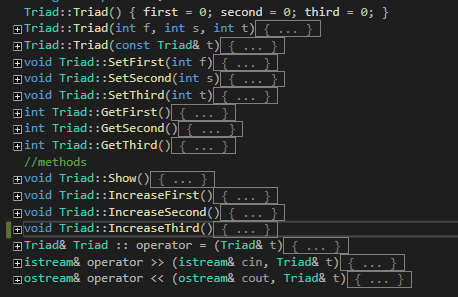 Triad::Triad() { first = 0; second = 0; third = 0; }
Triad::Triad(int f, int s, int t){ ... }
Triad::Triad(const Triad& t){ ... }
void Triad::SetFirst(int f){ ... }
void Triad::SetSecond(int s){ ... }
void Triad::SetThird(int t){ ... }
int Triad::GetFirst(){ ... }
int Triad::GetSecond(){ ... }
int Triad::GetThird(){ ... }
//methods
void Triad::Show(){ ... }
void Triad::IncreaseFirst(){ ... }
void Triad::IncreaseSecond(){ ... }
void Triad::IncreaseThird(){ ... }
Triad& Triad :: operator = (Triad& t){ ... }
istream& operator >> (istream& cin, Triad& t){ ... }
ostream& operator << (ostream& cout, Triad& t){ ... }